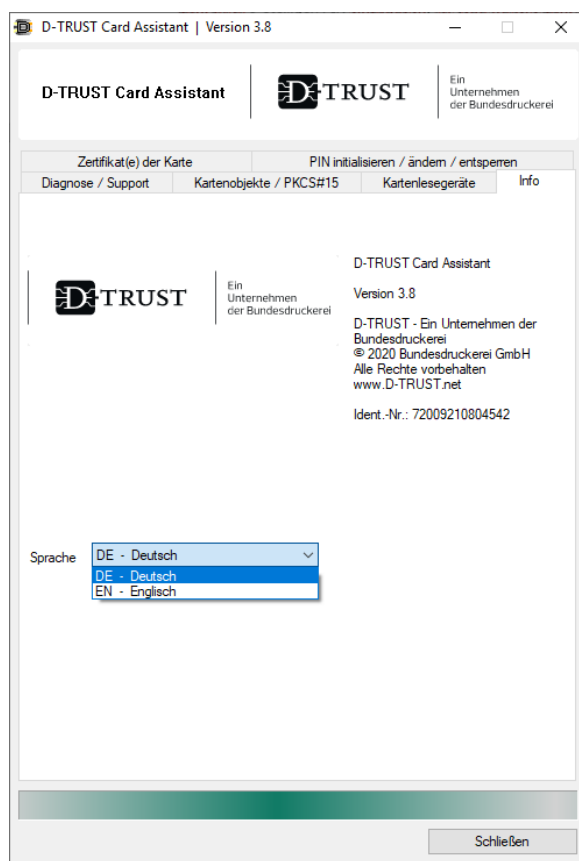 D-TRUST Card Assistant | Version 3.8
D-TRUST Card Assistant
D-TRUST
Ein
Unternehmen
der Bundesdruckerei
Zertifikat(e) der Karte
PIN initialisieren / ändern / entsperren
Diagnose / Support
Kartenobjekte / PKCS#15
Kartenlesegeräte
Info
D-TRUST
Ein
Unternehmen
der Bundesdruckerei
D-TRUST Card Assistant
Version 3.8
D-TRUST - Ein Unternehmen der
Bundesdruckerei
© 2020 Bundesdruckerei GmbH
Alle Rechte vorbehalten
www.D-TRUST.net
Ident.-Nr.: 72009210804542
Sprache
DE - Deutsch
DE - Deutsch
EN - Englisch
Schließen